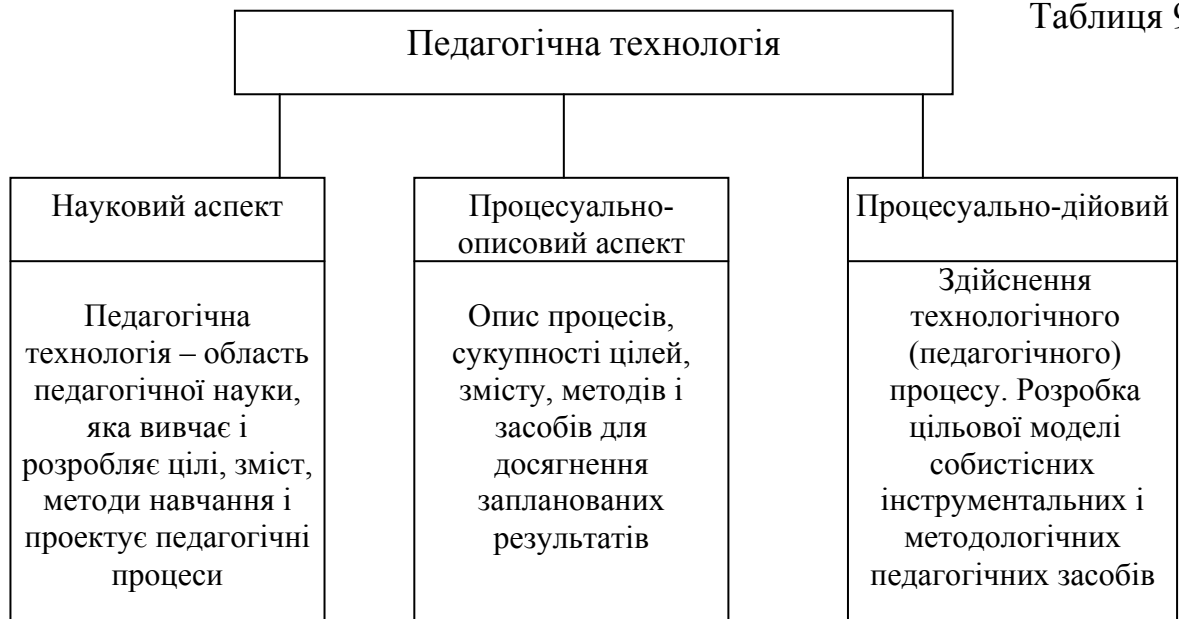 Таблиця 9
Педагогічна технологія
Науковий аспект
Педагогічна
технологія – область
педагогічної науки,
яка вивчає і
розробляє цілі, зміст,
методи навчання і
проектує педагогічні
процеси
Процесуально-
описовий аспект
Опис процесів,
сукупності цілей,
змісту, методів і
засобів для
досягнення
запланованих
результатів
Процесуально-дійовий
Здійснення
технологічного
(педагогічного)
процесу. Розробка
цільової моделі
собистісних
інструментальних і
методологічних
педагогічних засобів